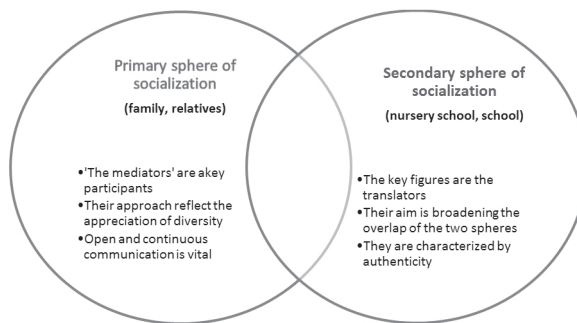 Primary sphere of
socialization
(family, relatives)
•'The mediators' are akey
participants
•Their approach reflect the
appreciation of diversity
•Open and continuous
communication is vital
Secondary sphere of
socialization
(nursery school, school)
•The key figures are the
translators
•Their aim is broadening the
overlap of the two spheres
•They are characterized by
authenticity